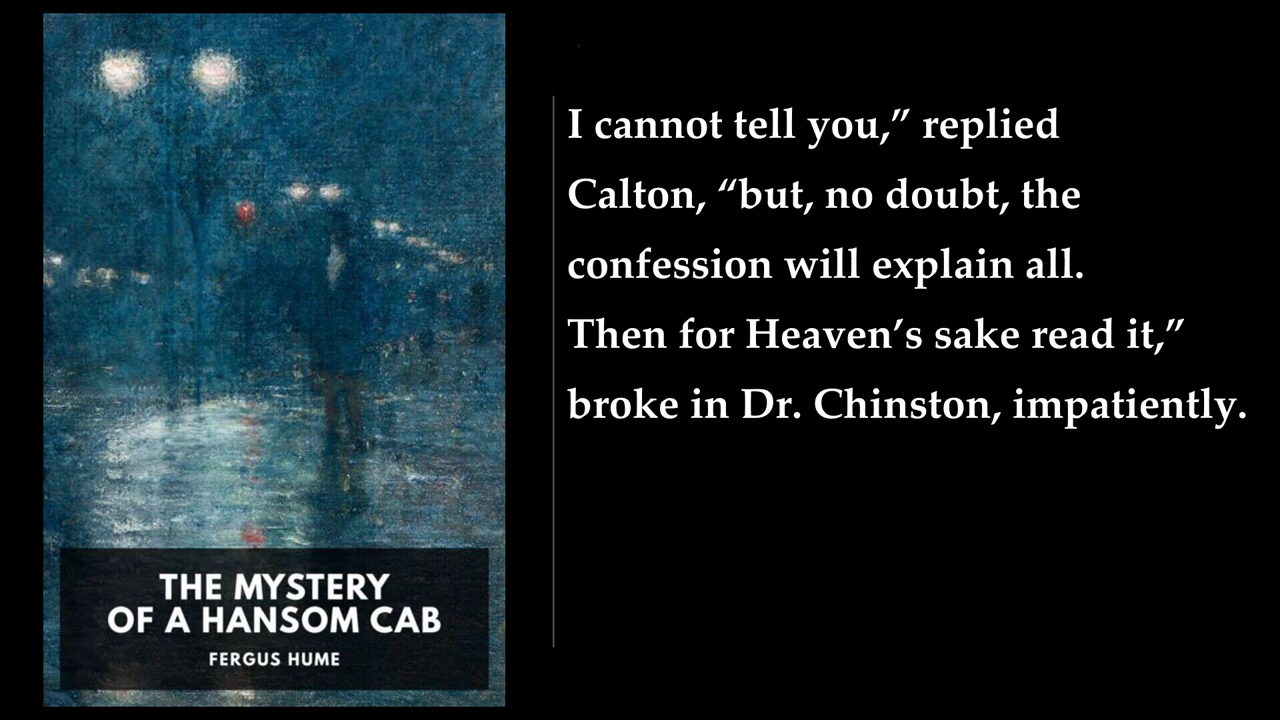 I cannot tell you,” replied
Calton, “but, no doubt, the
confession will explain all.
Then for Heaven’s sake read it,”
broke in Dr. Chinston, impatiently.
THE MYSTERY
OF A HANSOM CAB
FERGUS HUME